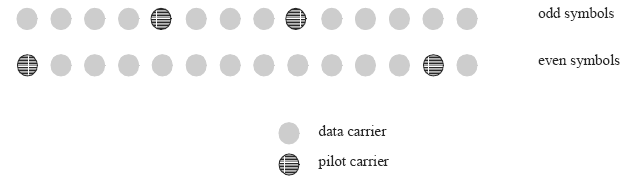 odd symbols
even symbols
data carrier
pilot carrier